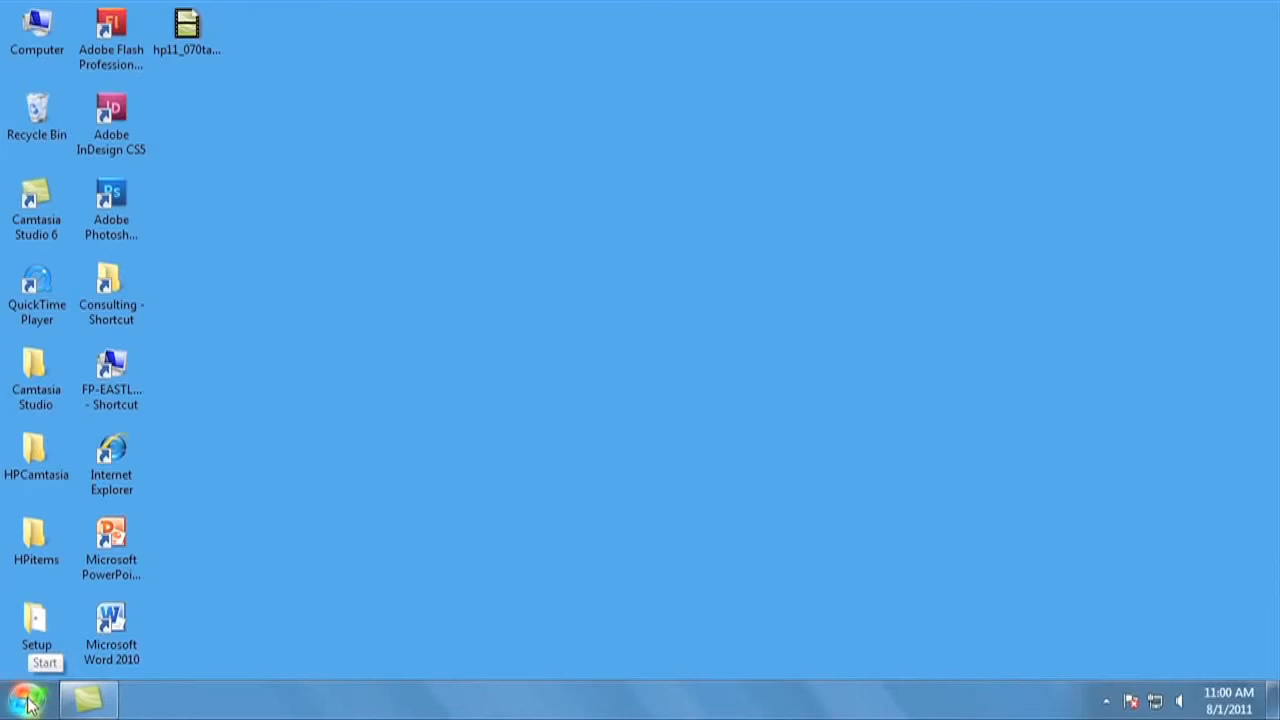 Computer
Adobe Flash
Profession...
hp11_070ta...
Recycle Bin
Adobe
InDesign CS5
Camtasia
Studio 6
Adobe
Photosh...
QuickTime
Player
Consulting -
Shortcut
Camtasia
Studio
FP-EASTL...
- Shortcut
HPCamtasia
Internet
Explorer
HPitems
Microsoft
PowerPoi...
Setup
Microsoft
Word 2010
Start
11:00 AM
8/1/2011